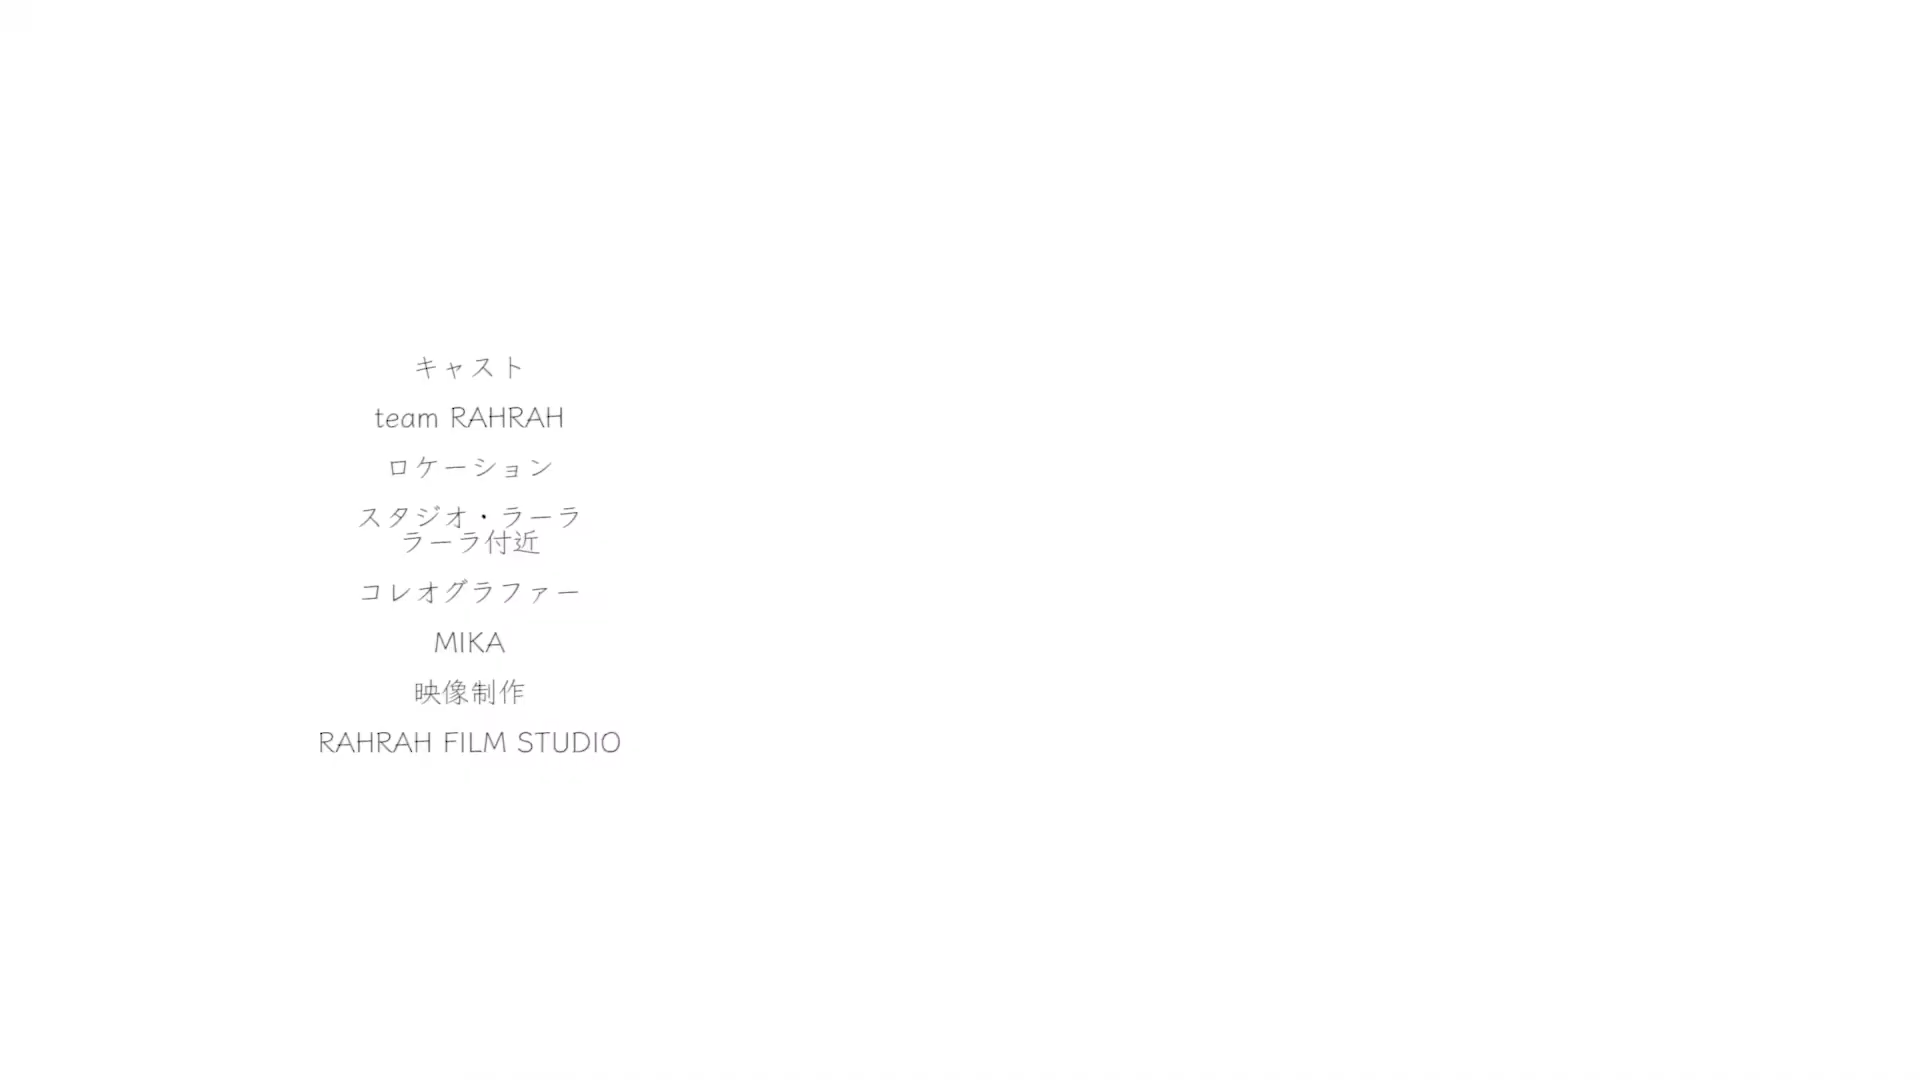 キャスト
team RAHRAH
ロケーション
スタジオ・ラーラ
ラーラ付近
コレオグラファー
MIKA
映像制作
RAHRAH FILM STUDIO